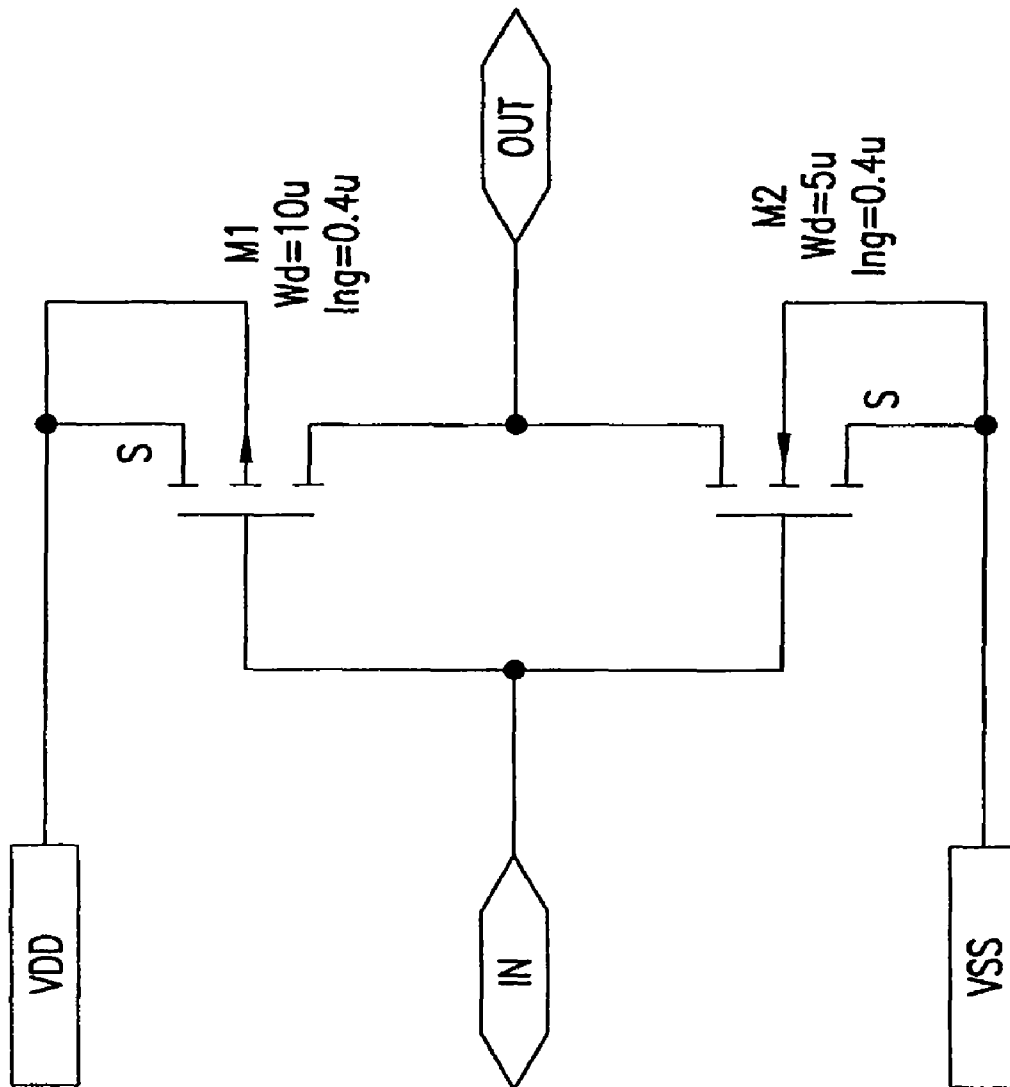 VDD
S
M1
Wd=10u
lng=0.4u
IN
OUT
M2
Wd=5u
lng=0.4u
S
VSS